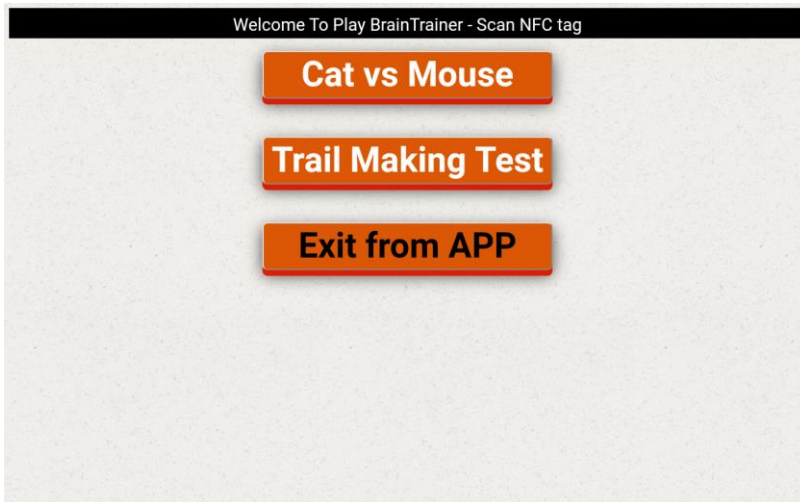 Welcome To Play BrainTrainer - Scan NFC tag
Cat vs Mouse
Trail Making Test
Exit from APP